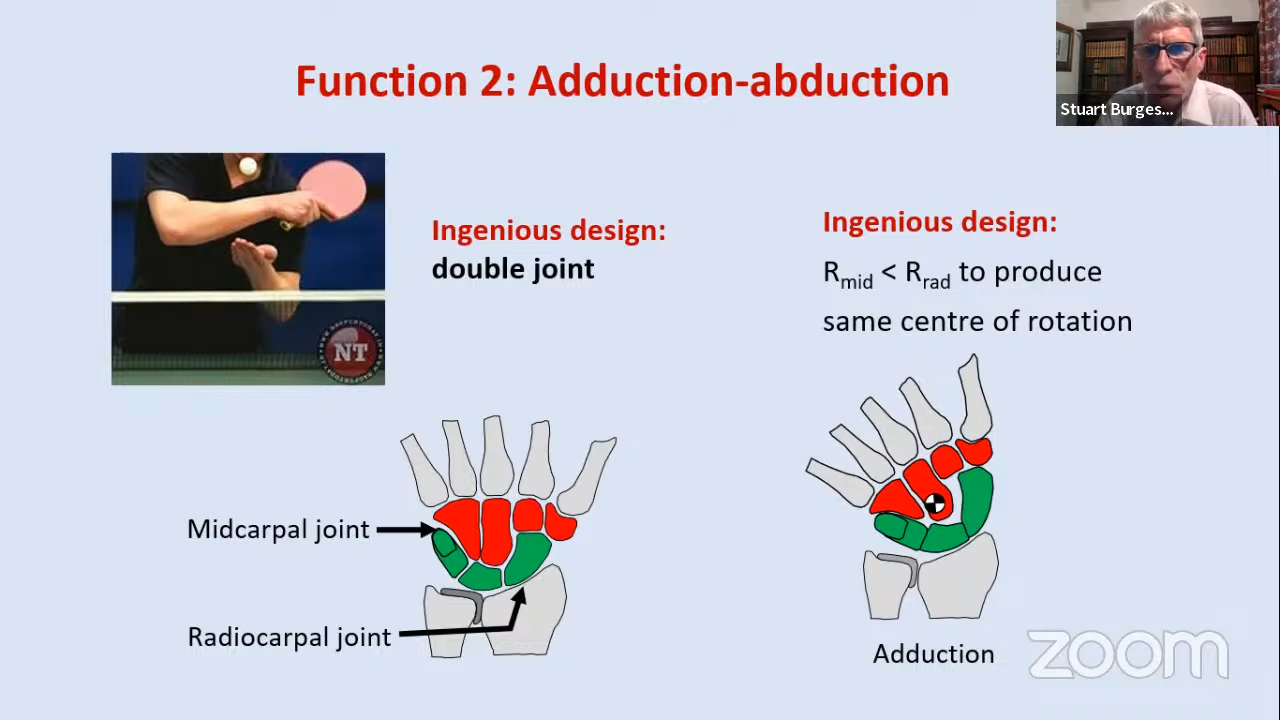 Function 2: Adduction-abduction
Stuart Burges...
Ingenious design:
double joint
Ingenious design:
Rmid < Rrad to produce
same centre of rotation
NT
Midcarpal joint
Radiocarpal joint
Adduction
zoom